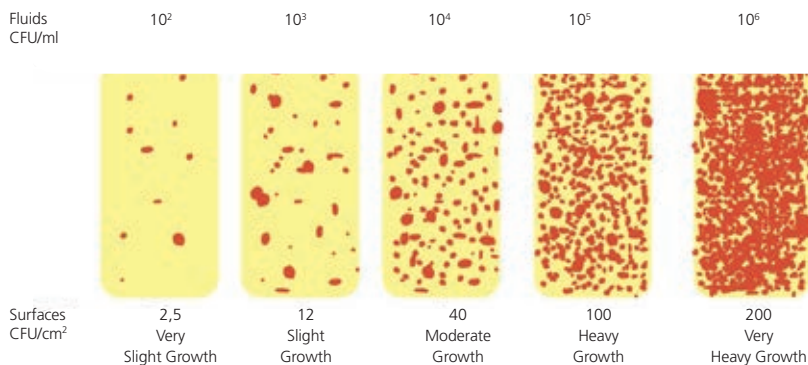 Fluids 10² 10³ 10⁴ 10⁵ 10⁶
CFU/ml
Surfaces 2,5 12 40 100 200
CFU/cm² Very Slight Moderate Heavy Very
Slight Growth Growth Growth Growth Heavy Growth